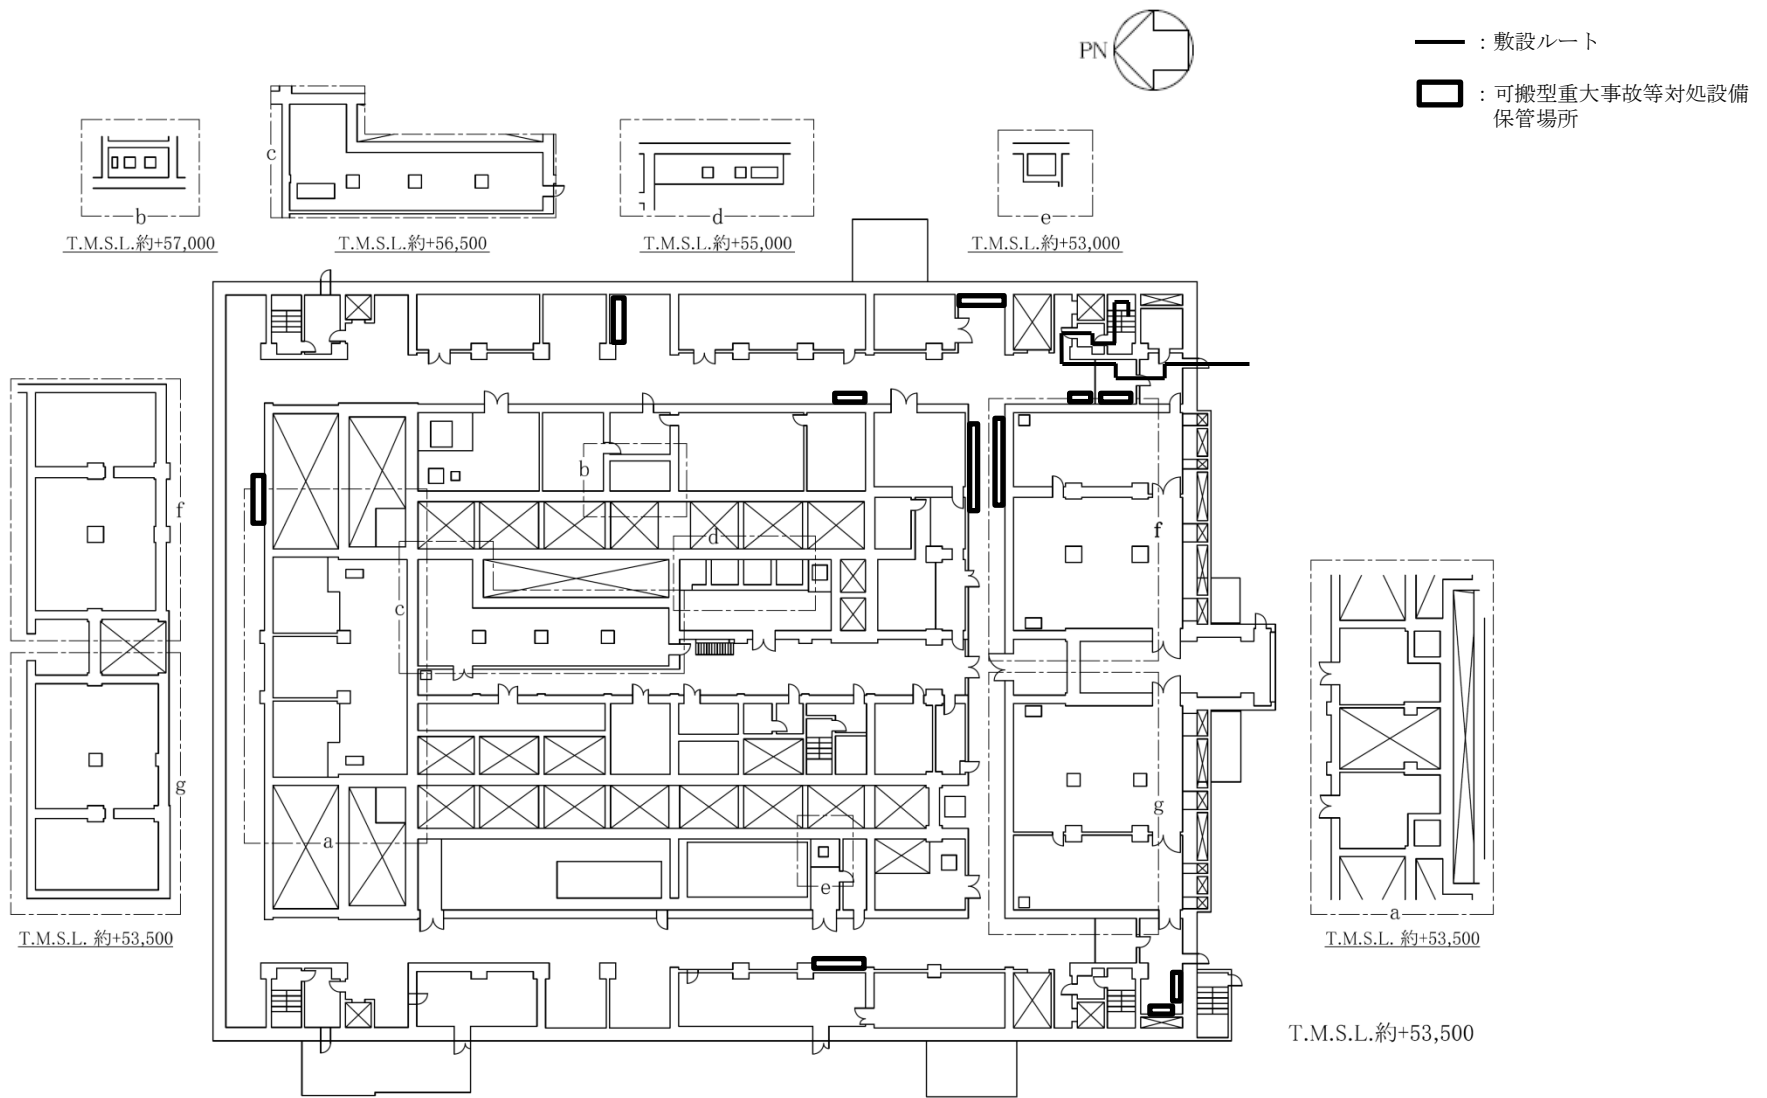 PN
: 敷設ルート
: 可搬型重大事故等対処設備
保管場所
c
b
d
e
T.M.S.L.約+57,000
T.M.S.L.約+56,500
T.M.S.L.約+55,000
T.M.S.L.約+53,000
b
f
f
d
c
g
g
a
e
a
T.M.S.L. 約+53,500
T.M.S.L. 約+53,500
T.M.S.L.約+53,500